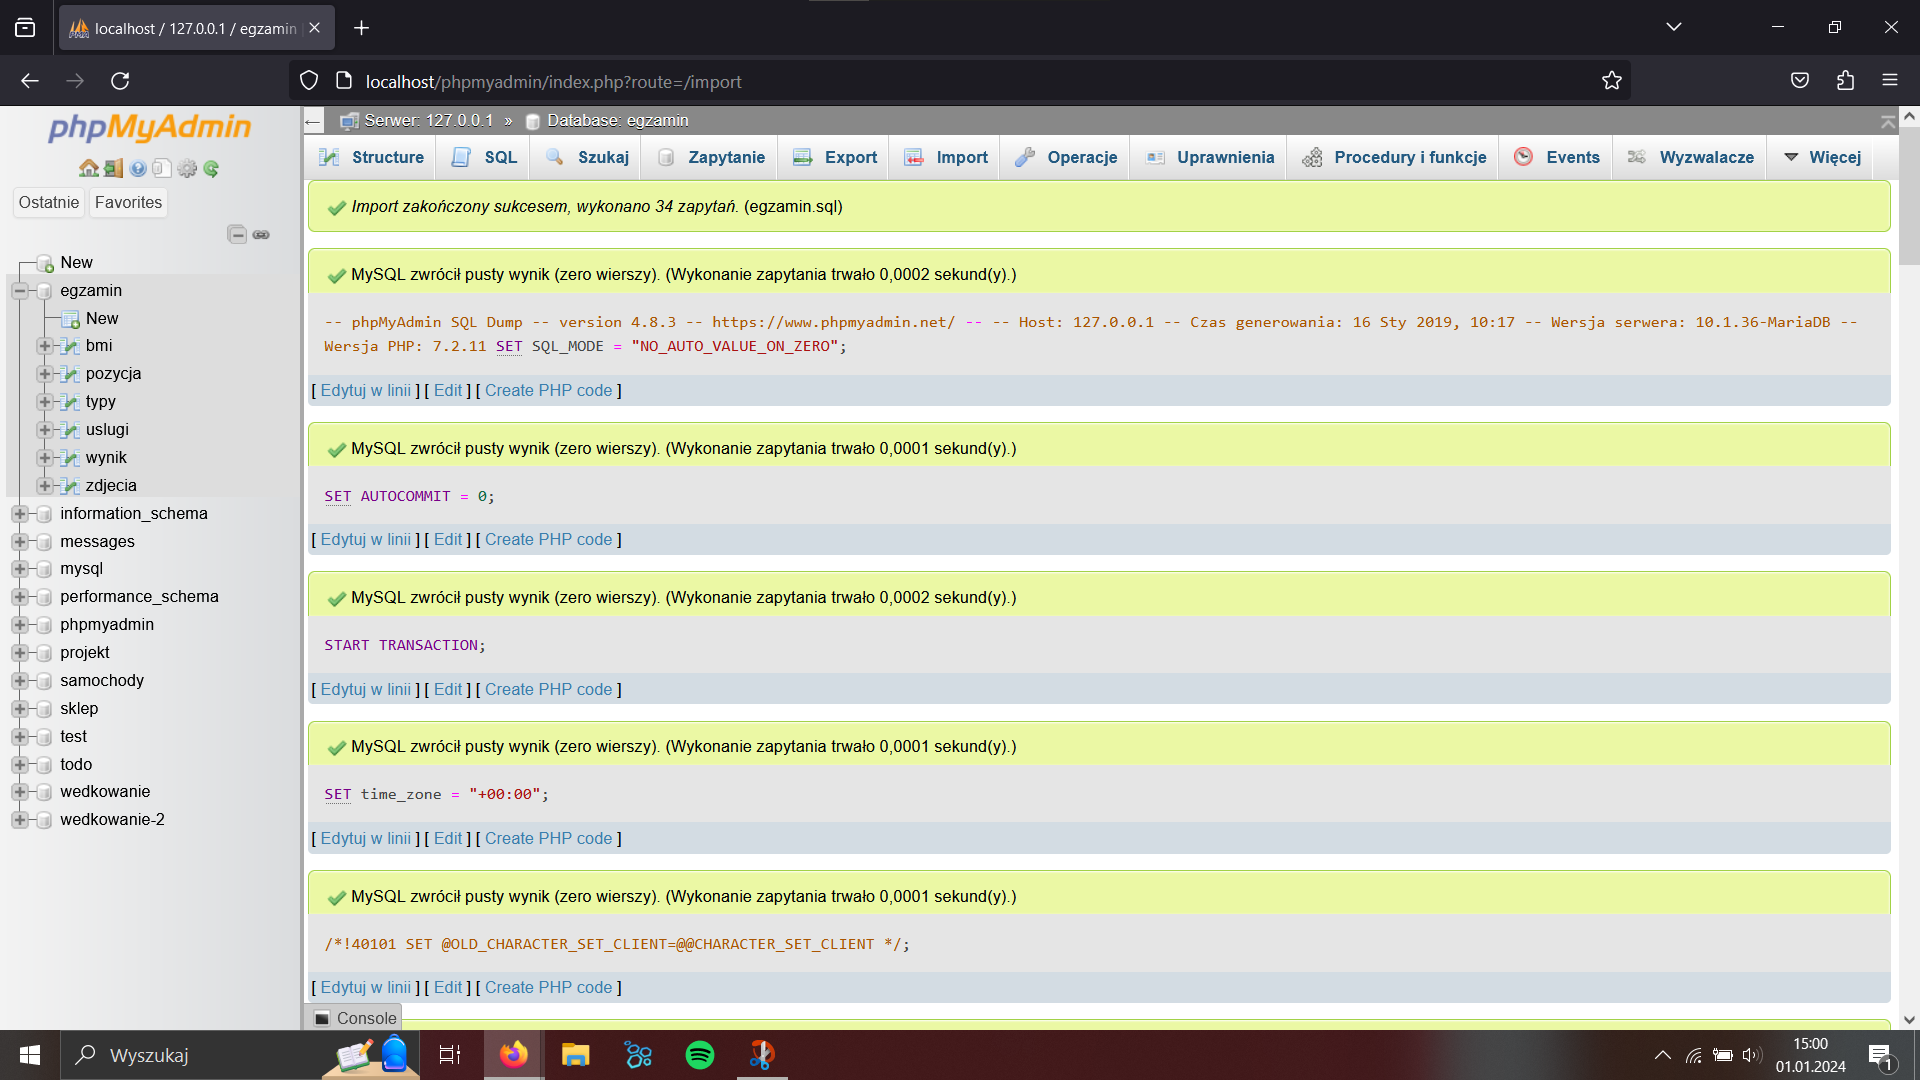 localhost / 127.0.0.1 / egzamin
localhost/phpmyadmin/index.php?route=/import
phpMyAdmin
Ostatnie Favorites
New
egzamin
New
bmi
pozycja
typy
uslugi
wynik
zdjecia
information_schema
messages
mysql
performance_schema
phpmyadmin
projekt
samochody
sklep
test
todo
wedkowanie
wedkowanie-2
Serwer: 127.0.0.1 » Database: egzamin
Structure SQL Szukaj Zapytanie Export Import Operacje Uprawnienia Procedury i funkcje Events Wyzwalacze Więcej
Import zakończony sukcesem, wykonano 34 zapytań. (egzamin.sql)
MySQL zwrócił pusty wynik (zero wierszy). (Wykonanie zapytania trwało 0,0002 sekund(y).)
-- phpMyAdmin SQL Dump -- version 4.8.3 -- https://www.phpmyadmin.net/ -- -- Host: 127.0.0.1 -- Czas generowania: 16 Sty 2019, 10:17 -- Wersja serwera: 10.1.36-MariaDB --
Wersja PHP: 7.2.11 SET SQL_MODE = "NO_AUTO_VALUE_ON_ZERO";
[ Edytuj w linii ] [ Edit ] [ Create PHP code ]
MySQL zwrócił pusty wynik (zero wierszy). (Wykonanie zapytania trwało 0,0001 sekund(y).)
SET AUTOCOMMIT = 0;
[ Edytuj w linii ] [ Edit ] [ Create PHP code ]
MySQL zwrócił pusty wynik (zero wierszy). (Wykonanie zapytania trwało 0,0002 sekund(y).)
START TRANSACTION;
[ Edytuj w linii ] [ Edit ] [ Create PHP code ]
MySQL zwrócił pusty wynik (zero wierszy). (Wykonanie zapytania trwało 0,0001 sekund(y).)
SET time_zone = "+00:00";
[ Edytuj w linii ] [ Edit ] [ Create PHP code ]
MySQL zwrócił pusty wynik (zero wierszy). (Wykonanie zapytania trwało 0,0001 sekund(y).)
/*!40101 SET @OLD_CHARACTER_SET_CLIENT=@@CHARACTER_SET_CLIENT */;
[ Edytuj w linii ] [ Edit ] [ Create PHP code ]
Console
Wyszukaj
15:00
01.01.2024
1